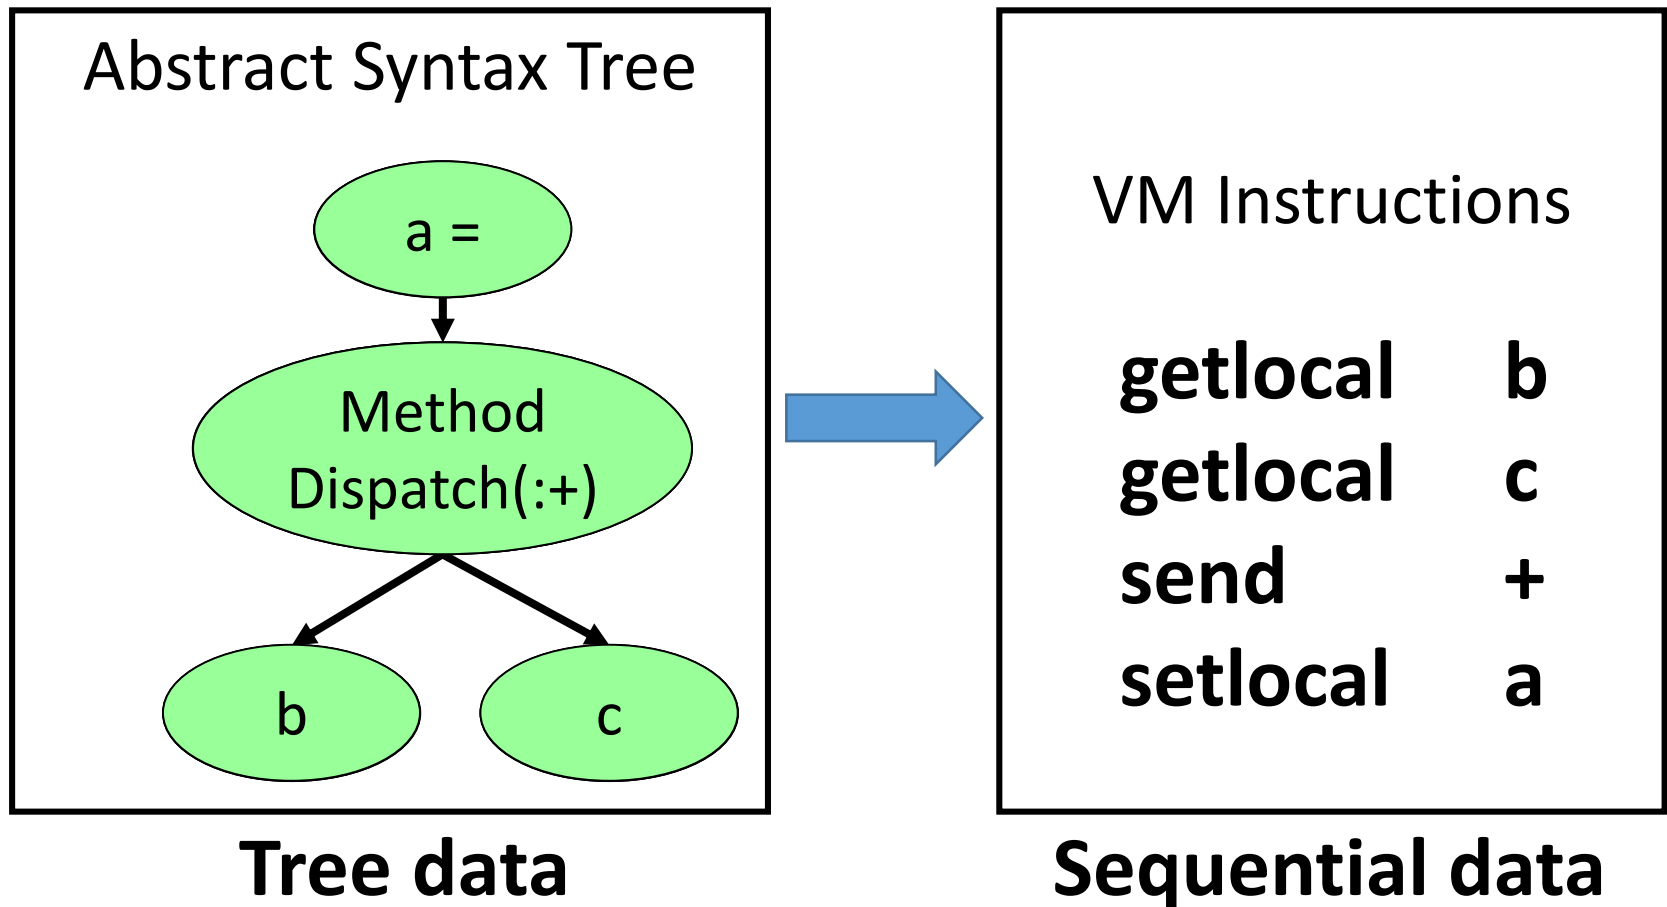 Abstract Syntax Tree
a =
Method
Dispatch(:+)
b
c
Tree data
VM Instructions
getlocal b
getlocal c
send +
setlocal a
Sequential data